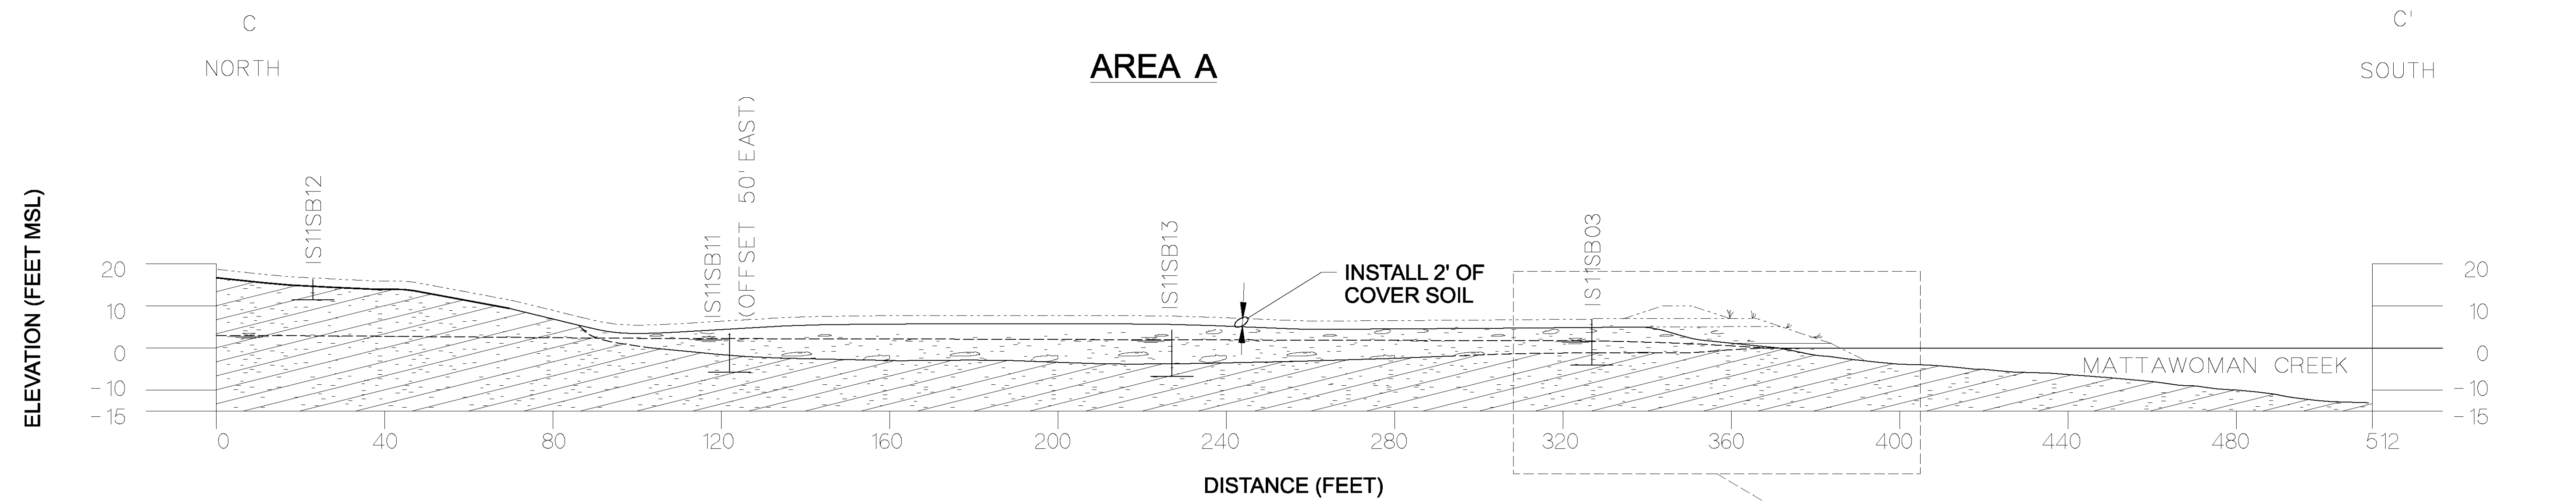 C
C'
NORTH
AREA A
SOUTH
IS11SB12
IS11SB11
(OFFSET 50' EAST)
IS11SB13
IS11SB03
INSTALL 2' OF
COVER SOIL
ELEVATION (FEET MSL)
20
10
0
-10
-15
20
10
0
-10
-15
MATTAWOMAN CREEK
0
40
80
120
160
200
240
280
320
360
400
440
480
512
DISTANCE (FEET)